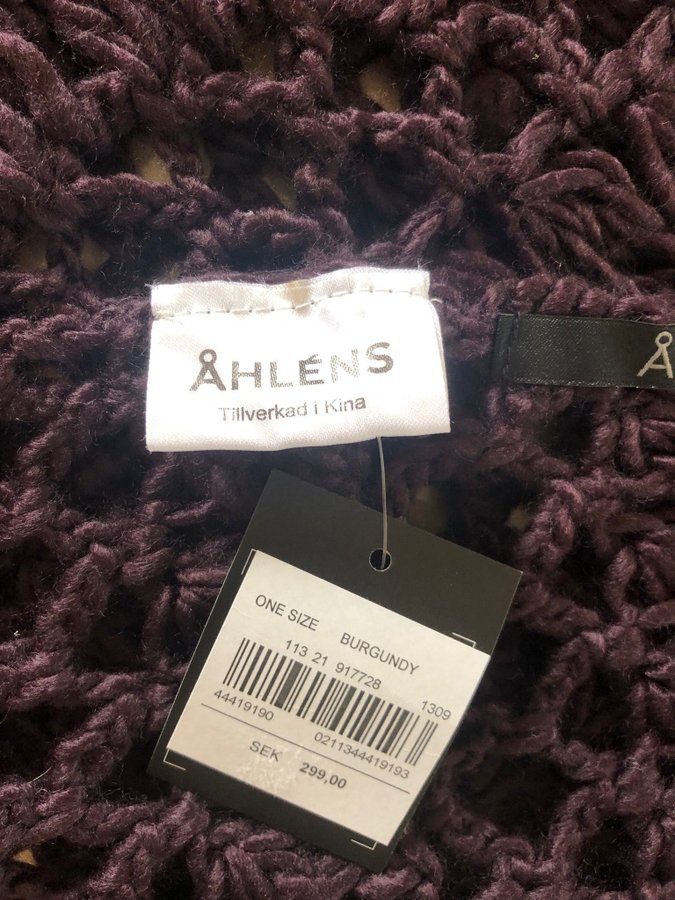 ÅHLÉNS
Tillverkad i Kina
Å
ONE SIZE BURGUNDY
113 21 917728
1309
44419190
0211344419193
SEK 299,00